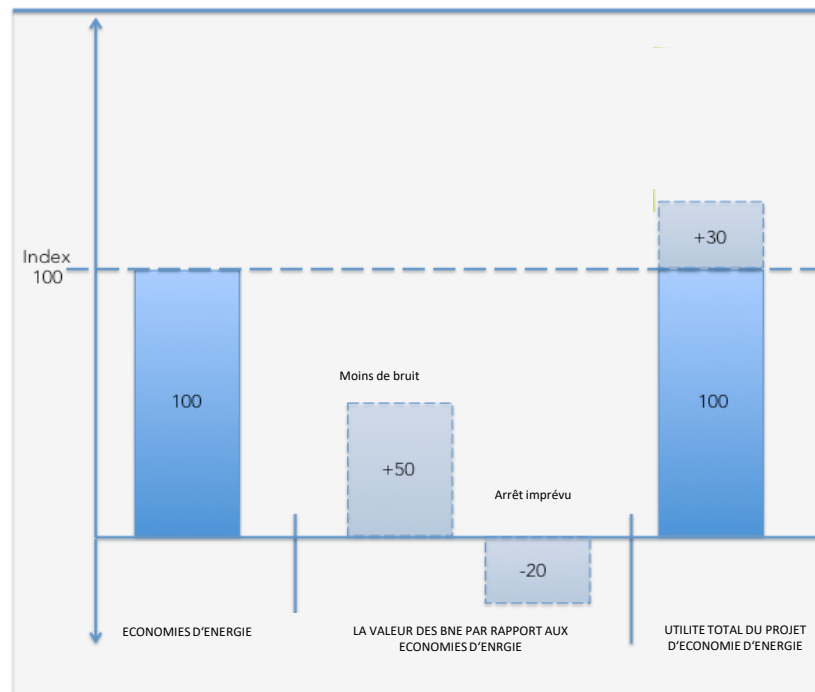 +30
Index
100
Moins de bruit
100
100
+50
Arrêt imprévu
-20
ECONOMIES D'ENERGIE
LA VALEUR DES BNE PAR RAPPORT AUX
ECONOMIES D'ENRGIE
UTILITE TOTAL DU PROJET
D'ECONOMIE D'ENERGIE